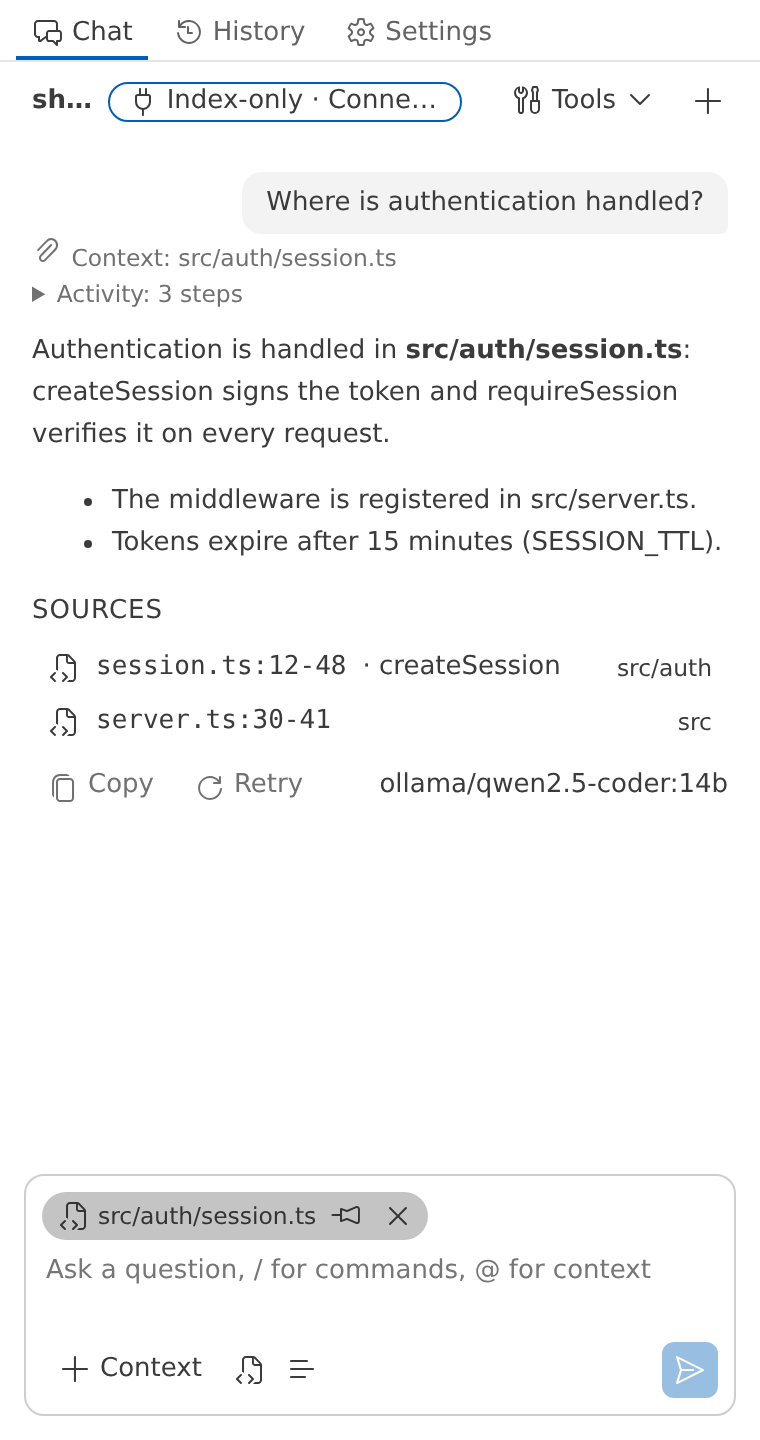 Chat History Settings
sh... Index-only · Conne... Tools
Where is authentication handled?
Context: src/auth/session.ts
Activity: 3 steps
Authentication is handled in src/auth/session.ts:
createSession signs the token and requireSession
verifies it on every request.
• The middleware is registered in src/server.ts.
• Tokens expire after 15 minutes (SESSION_TTL).
SOURCES
session.ts:12-48 · createSession src/auth
server.ts:30-41 src
Copy Retry ollama/qwen2.5-coder:14b
src/auth/session.ts
Ask a question, / for commands, @ for context
Context